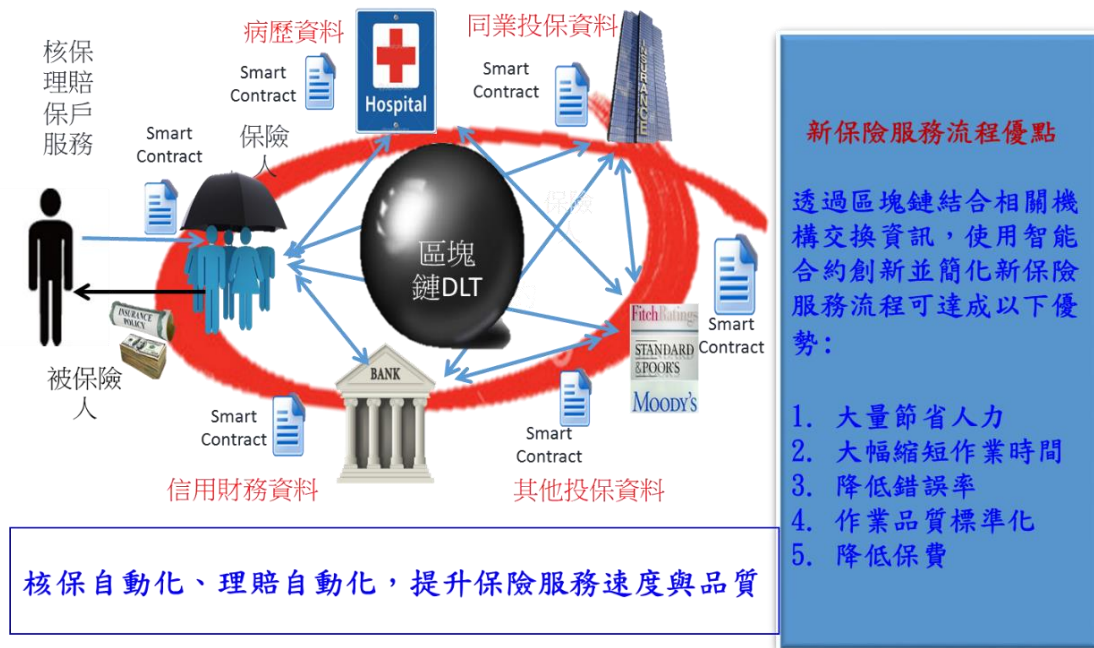 病歷資料
同業投保資料
核保
理賠
保戶
服務
Smart
Contract
Hospital
Smart
Contract
INSURANCE
Smart
Contract
保險
人
保險
區塊
鏈DLT
INSURANCE
POLICY
被保險
人
BANK
Smart
Contract
信用財務資料
Smart
Contract
其他投保資料
FitchRatings
STANDARD
&POOR'S
MOODY'S
Smart
Contract
核保自動化、理賠自動化，提升保險服務速度與品質
新保險服務流程優點
透過區塊鏈結合相關機
構交換資訊，使用智能
合約創新並簡化新保險
服務流程可達成以下優
勢：
1. 大量節省人力
2. 大幅縮短作業時間
3. 降低錯誤率
4. 作業品質標準化
5. 降低保費